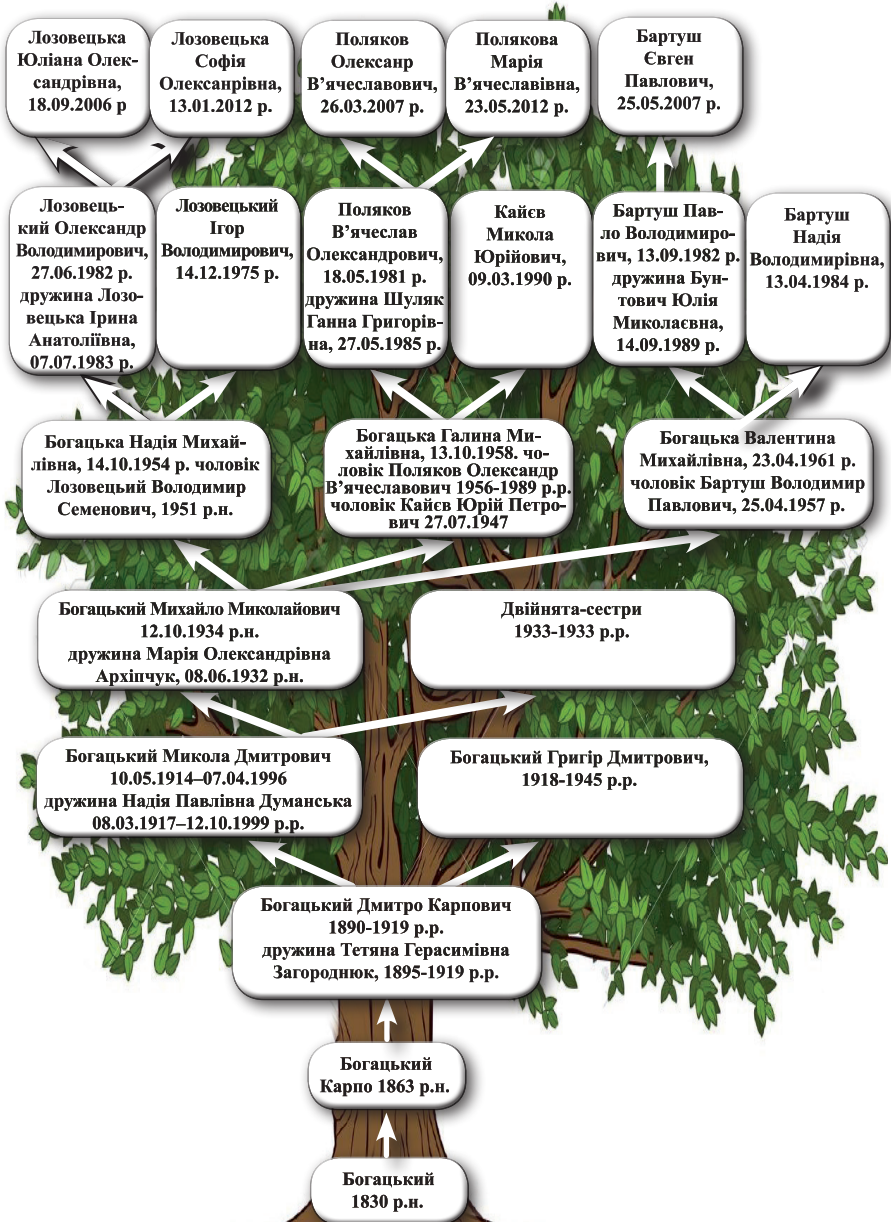 Лозовецька
Юліана Олек-
сандрівна,
18.09.2006 р
Лозовецька
Софія
Олексанрівна,
13.01.2012 р.
Поляков
Олексанр
В’ячеславович,
26.03.2007 р.
Полякова
Марія
В’ячеславівна,
23.05.2012 р.
Бартуш
Євген
Павлович,
25.05.2007 р.
Лозовець-
кий Олександр
Володимирович,
27.06.1982 р.
дружина Лозо-
вецька Ірина
Анатоліївна,
07.07.1983 р.
Лозовецький
Ігор
Володимирович,
14.12.1975 р.
Поляков
В’ячеслав
Олександрович,
18.05.1981 р.
дружина Шуляк
Ганна Григорів-
на, 27.05.1985 р.
Кайєв
Микола
Юрійович,
09.03.1990 р.
Бартуш Пав-
ло Володимиро-
вич, 13.09.1982 р.
дружина Бун-
тович Юлія
Миколаєвна,
14.09.1989 р.
Бартуш
Надія
Володимирівна,
13.04.1984 р.
Богацька Надія Михай-
лівна, 14.10.1954 р. чоловік
Лозовецьий Володимир
Семенович, 1951 р.н.
Богацька Галина Ми-
хайлівна, 13.10.1958. чо-
ловік Поляков Олександр
В’ячеславович 1956-1989 р.р.
чоловік Кайєв Юрій Петро-
вич 27.07.1947
Богацька Валентина
Михайлівна, 23.04.1961 р.
чоловік Бартуш Володимир
Павлович, 25.04.1957 р.
Богацький Михайло Миколайович
12.10.1934 р.н.
дружина Марія Олександрівна
Архіпчук, 08.06.1932 р.н.
Двійнята-сестри
1933-1933 р.р.
Богацький Микола Дмитрович
10.05.1914–07.04.1996
дружина Надія Павлівна Думанська
08.03.1917–12.10.1999 р.р.
Богацький Григір Дмитрович,
1918-1945 р.р.
Богацький Дмитро Карпович
1890-1919 р.р.
дружина Тетяна Герасимівна
Загороднюк, 1895-1919 р.р.
Богацький
Карпо 1863 р.н.
Богацький
1830 р.н.